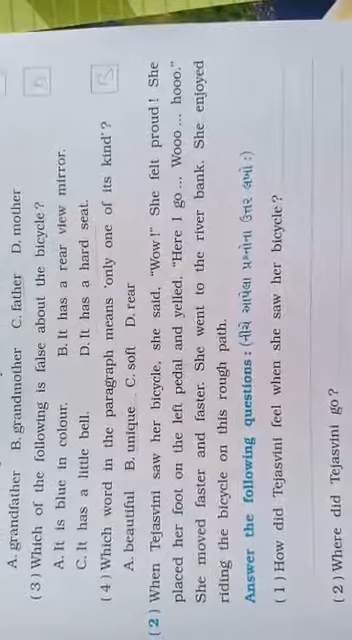 A. grandfather B. grandmother C. father D. mother
( 3 ) Which of the following is false about the bicycle ?
A. It is blue in colour. B. It has a rear view mirror.
C. It has a little bell. D. It has a hard seat.
( 4 ) Which word in the paragraph means 'only one of its kind' ?
A. beautiful B. unique C. soft D. rear
( 2 ) When Tejasvini saw her bicycle, she said, "Wow !" She felt proud ! She
placed her foot on the left pedal and yelled, "Here I go ... Wooo ... hooo."
She moved faster and faster. She went to the river bank. She enjoyed
riding the bicycle on this rough path.
Answer the following questions : (નીચે આપેલા પ્રશ્નોના ઉત્તર લખો :)
( 1 ) How did Tejasvini feel when she saw her bicycle ?
( 2 ) Where did Tejasvini go ?